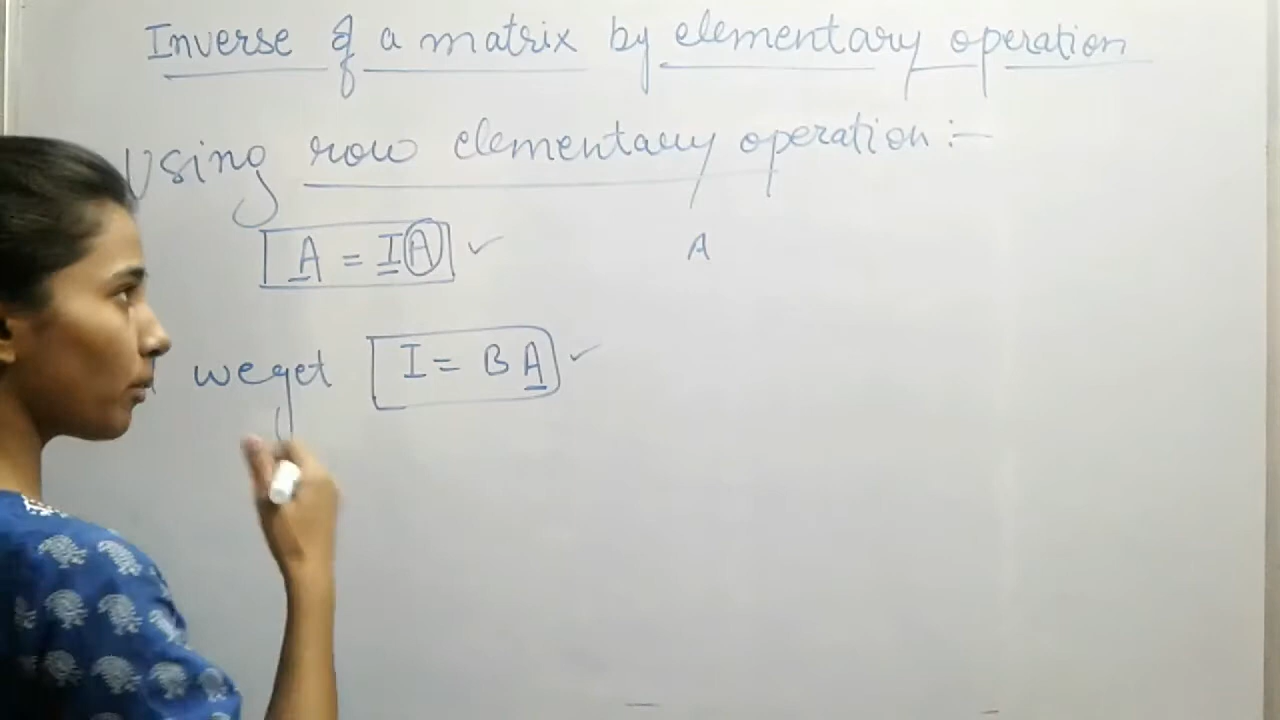 Inverse of a matrix by elementary operation
Using row elementary operation :-
A = IA ✓
A
we get I = BA ✓